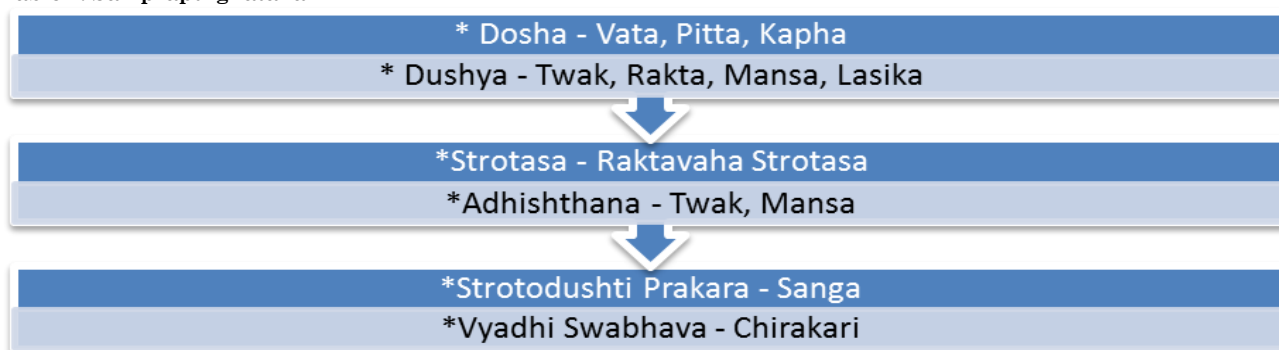 * Dosha - Vata, Pitta, Kapha
* Dushya - Twak, Rakta, Mansa, Lasika
*Strotasa - Raktavaha Strotasa
*Adhishthana - Twak, Mansa
*Strotodushti Prakara - Sanga
*Vyadhi Swabhava - Chirakari